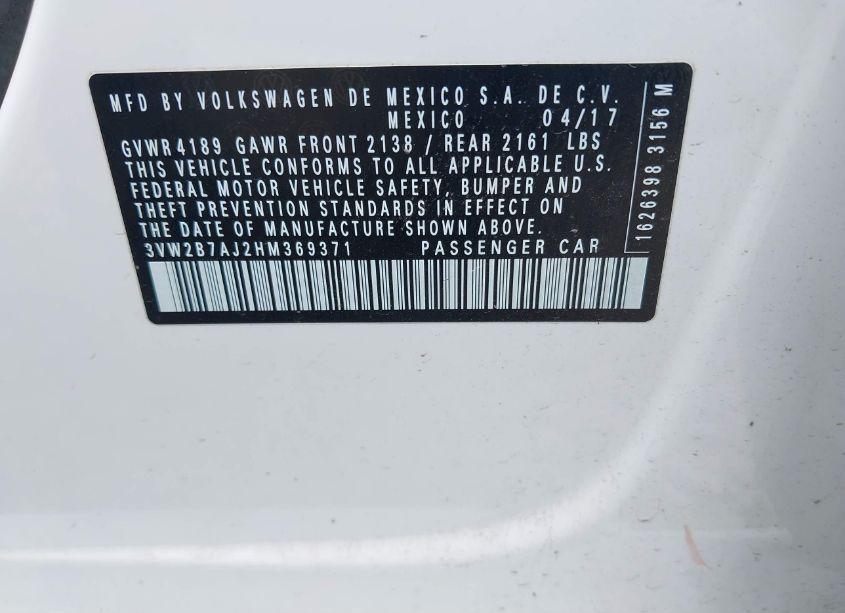 MFD BY VOLKSWAGEN DE MEXICO S.A. DE C.V.
MEXICO 04/17
GVWR 4189 GAWR FRONT 2138 / REAR 2161 LBS
THIS VEHICLE CONFORMS TO ALL APPLICABLE U.S.
FEDERAL MOTOR VEHICLE SAFETY, BUMPER AND
THEFT PREVENTION STANDARDS IN EFFECT ON
THE DATE OF MANUFACTURE SHOWN ABOVE.
3VW2B7AJ2HM369371 PASSENGER CAR
1626398 3156 M